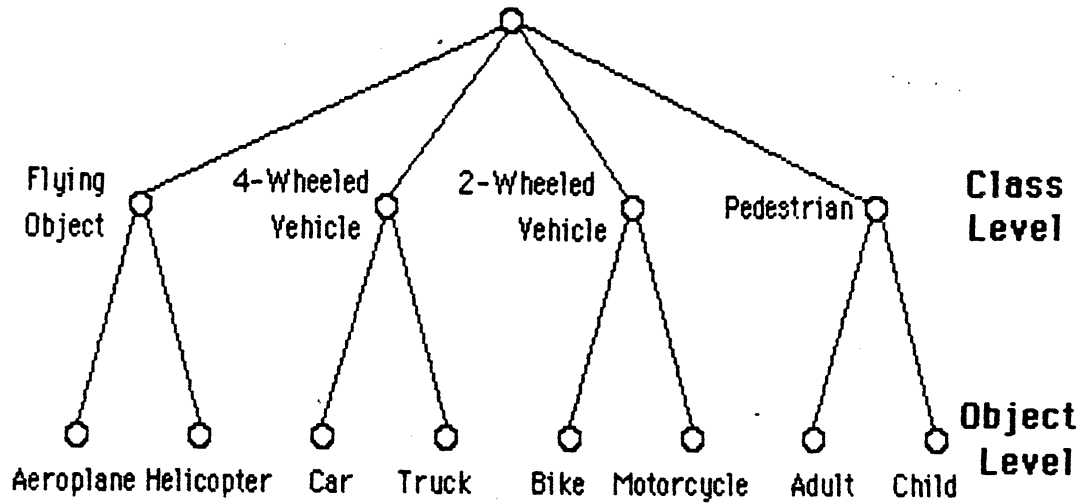 Flying
Object
4-Wheeled
Vehicle
2-Wheeled
Vehicle
Pedestrian
Class
Level
Object
Level
Aeroplane Helicopter Car Truck Bike Motorcycle Adult Child